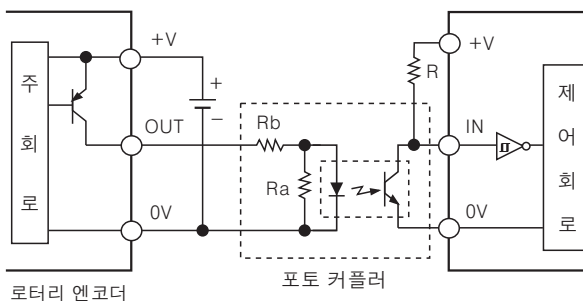 +V
주
회
로
OUT
0V
로터리 엔코더
+
−
Rb
Ra
포토 커플러
R
+V
IN
0V
제
어
회
로